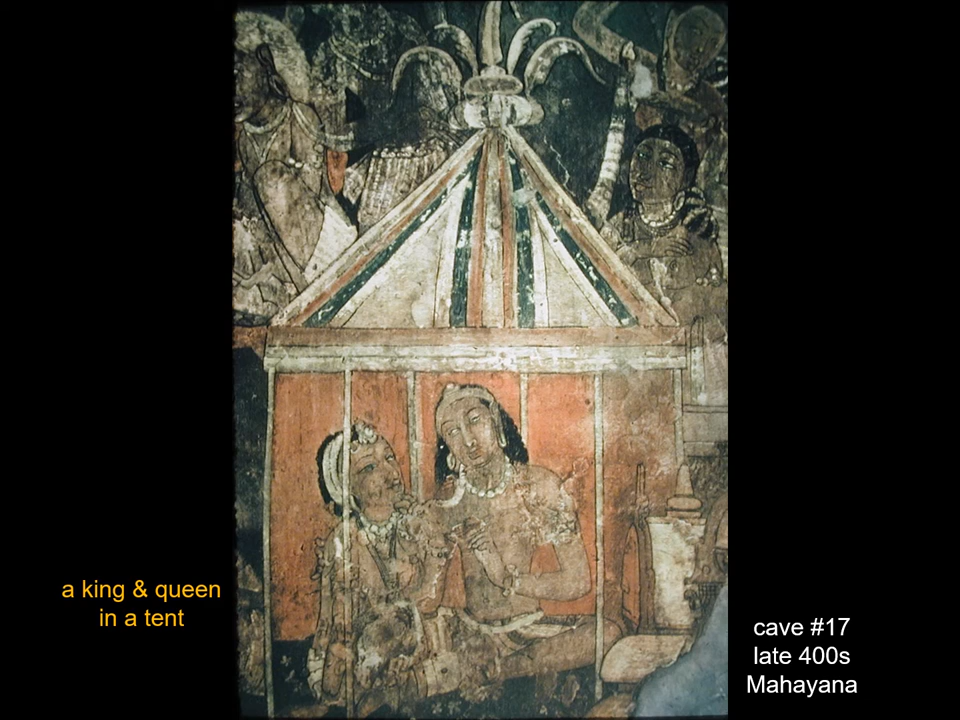 a king & queen
in a tent
cave #17
late 400s
Mahayana